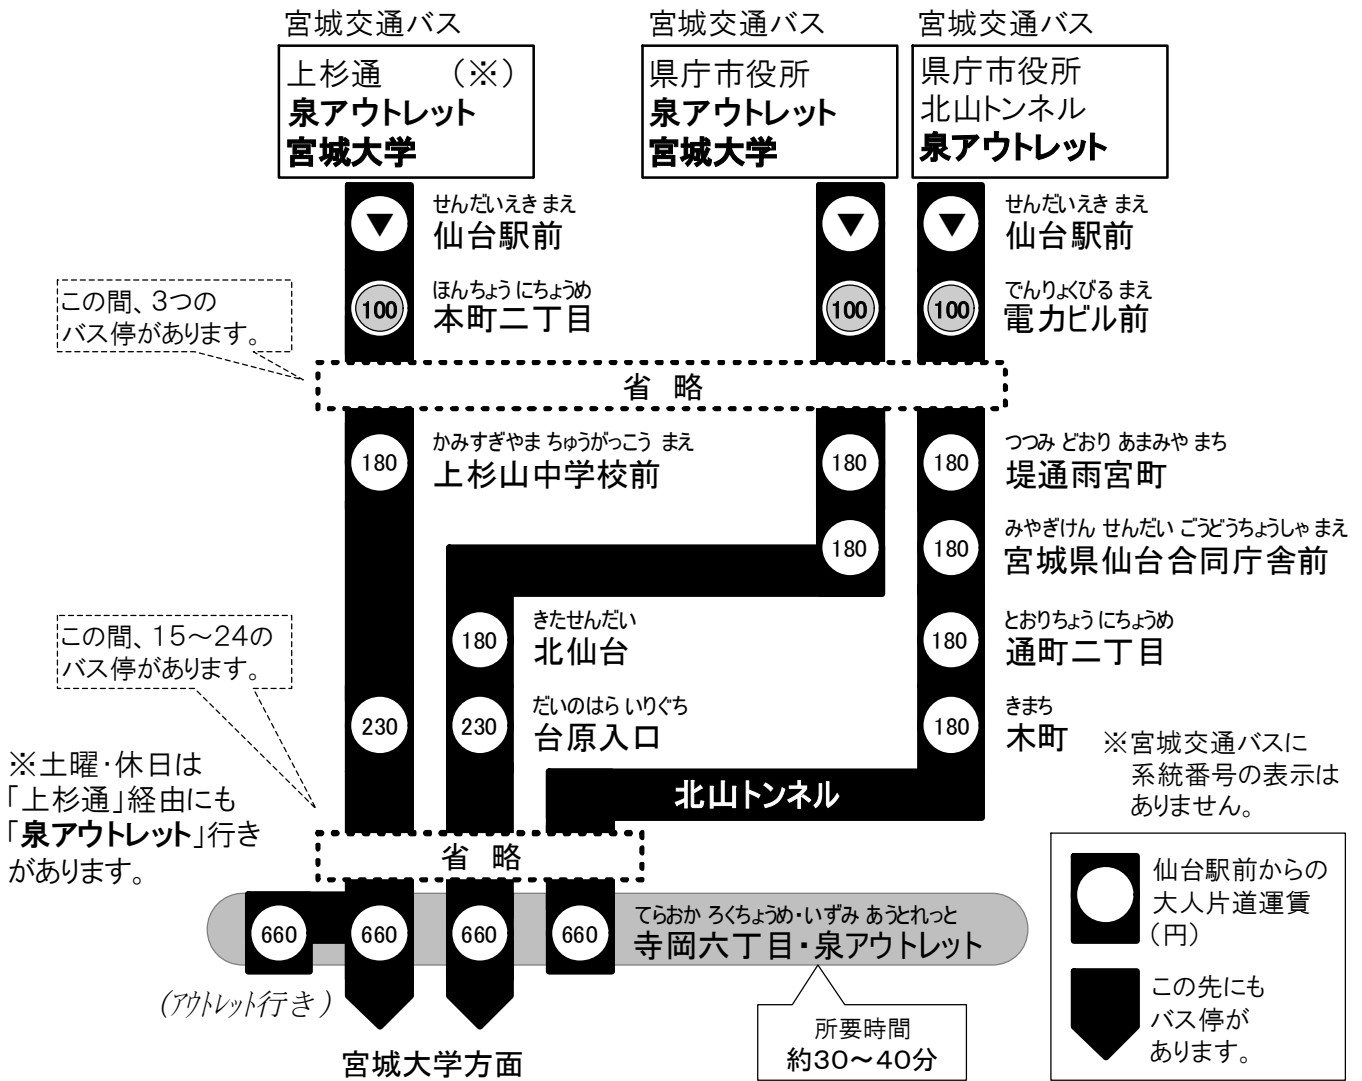 宮城交通バス
上杉通 （※）
泉アウトレット
宮城大学
宮城交通バス
県庁市役所
泉アウトレット
宮城大学
宮城交通バス
県庁市役所
北山トンネル
泉アウトレット
▼
せんだいえき まえ
仙台駅前
▼
▼
せんだいえき まえ
仙台駅前
この間、3つの
バス停があります。
100
ほんちょう にちょうめ
本町二丁目
100
100
でんりょくびる まえ
電力ビル前
省 略
180
かみすぎやま ちゅうがっこう まえ
上杉山中学校前
180
180
つつみ どおり あまみや まち
堤通雨宮町
180
180
みやぎけん せんだい ごうどうちょうしゃ まえ
宮城県仙台合同庁舎前
この間、15～24の
バス停があります。
180
きたせんだい
北仙台
180
とおりちょう にちょうめ
通町二丁目
230
230
だいのはら いりぐち
台原入口
180
きまち
木町
※宮城交通バスに
系統番号の表示は
ありません。
※土曜・休日は
「上杉通」経由にも
「泉アウトレット」行き
があります。
北山トンネル
省 略
660
660
660
660
てらおか ろくちょうめ・いずみ あうとれっと
寺岡六丁目・泉アウトレット
（アウトレット行き）
宮城大学方面
所要時間
約30～40分
仙台駅前からの
大人片道運賃
（円）
この先にも
バス停が
あります。